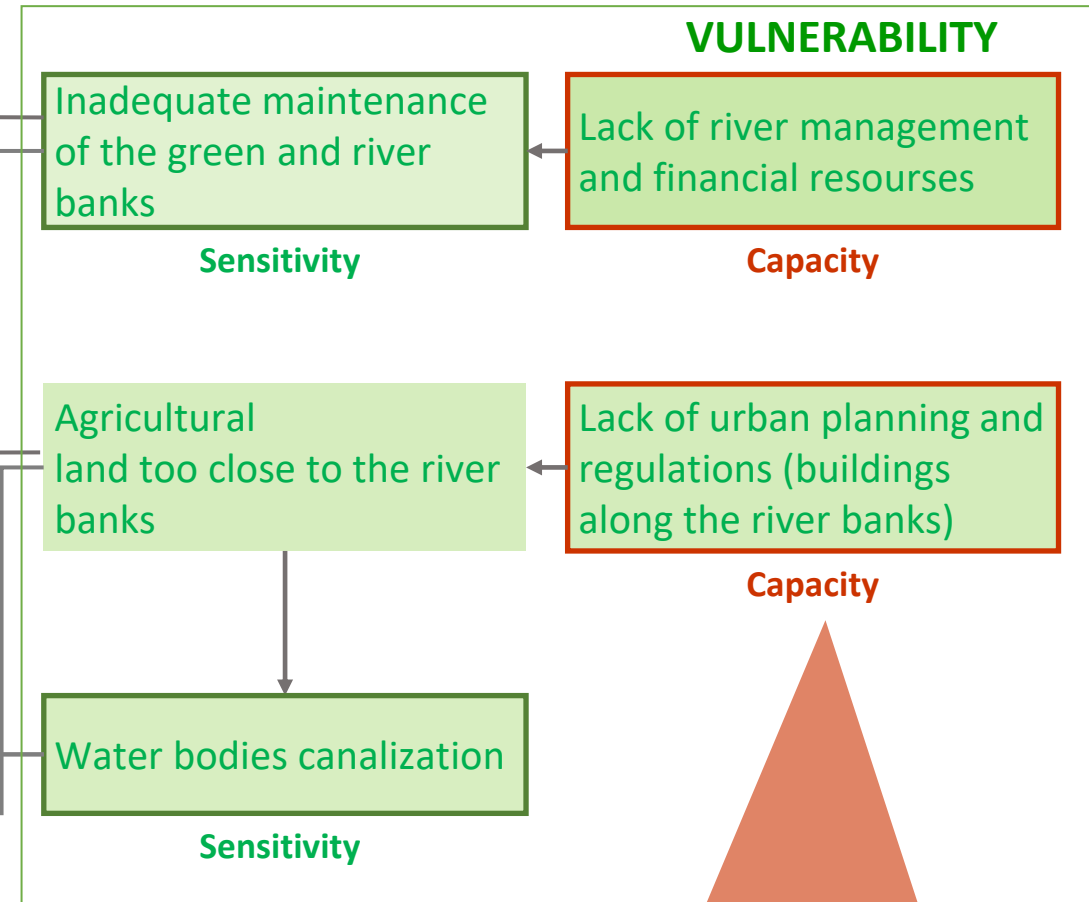 VULNERABILITY
Inadequate maintenance
of the green and river
banks
Sensitivity
Lack of river management
and financial resourses
Capacity
Agricultural
land too close to the river
banks
Lack of urban planning and
regulations (buildings
along the river banks)
Capacity
Water bodies canalization
Sensitivity